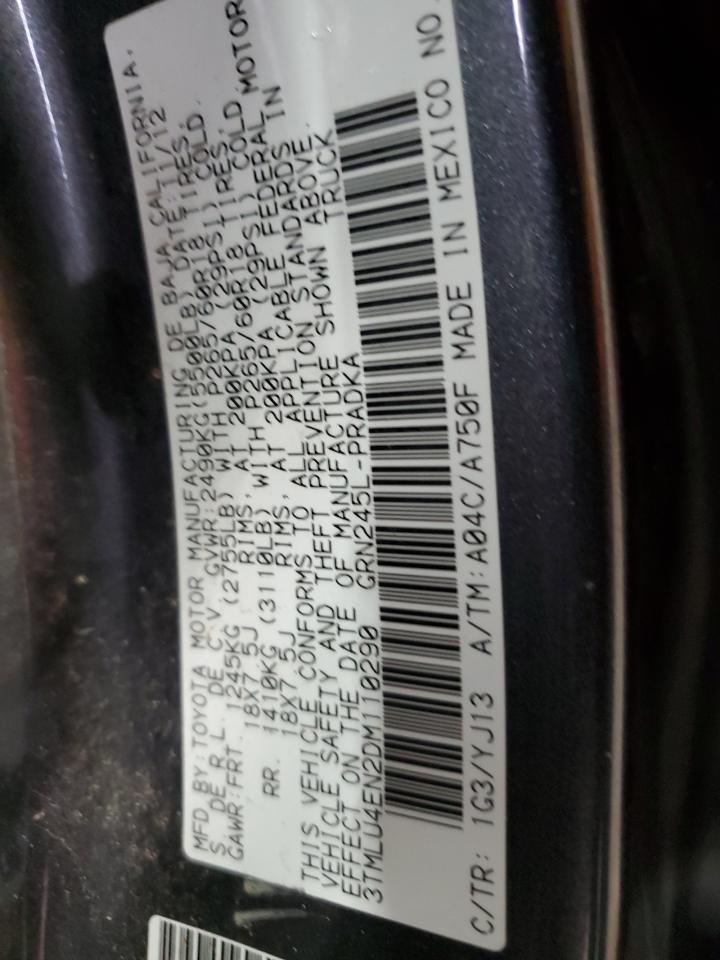 MFD BY:TOYOTA MOTOR MANUFACTURING DE BAJA CALIFORNIA.
S. DE R.L. DE C.V. DATE:11/12
GAWR:FRT. GVWR:2490KG(5500LB)
1245KG (2755LB) WITH P265/60R18 TIRES,
18X7.5J RIMS, AT 200KPA (29PSI) COLD.
RR. 1410KG (3110LB) WITH P265/60R18 TIRES,
18X7.5J RIMS, AT 200KPA (29PSI) COLD
THIS VEHICLE CONFORMS TO ALL APPLICABLE FEDERAL MOTOR
VEHICLE SAFETY AND THEFT PREVENTION STANDARDS IN
EFFECT ON THE DATE OF MANUFACTURE SHOWN ABOVE.
3TMLU4EN2DM110290 GRN245L-PRADKA TRUCK
C/TR: 1G3/YJ13 A/TM:A04C/A750F MADE IN MEXICO NO.